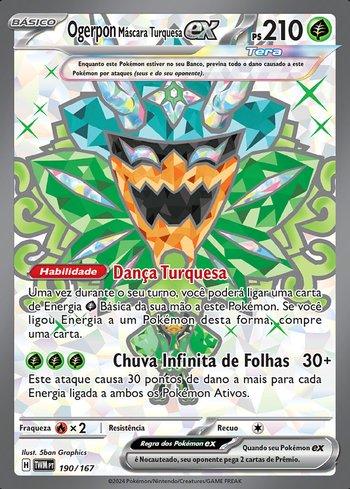 BÁSICO
Ogerpon Máscara Turquesa ex PS 210
Tera
Enquanto este Pokémon estiver no seu Banco, previna todo o dano causado a este
Pokémon por ataques (seus e do seu oponente).
Habilidade Dança Turquesa
Uma vez durante o seu turno, você poderá ligar uma carta
de Energia Básica da sua mão a este Pokémon. Se você
ligou Energia a um Pokémon desta forma, compre
uma carta.
Chuva Infinita de Folhas 30+
Este ataque causa 30 pontos de dano a mais para cada
Energia ligada a ambos os Pokémon Ativos.
Fraqueza × 2 Resistência Recuo
Ilust. 5ban Graphics
Regra dos Pokémon ex Quando seu Pokémon ex
é Nocauteado, seu oponente pega 2 cartas de Prêmio.
H TWM PT 190/167
©2024 Pokémon/Nintendo/Creatures/GAME FREAK